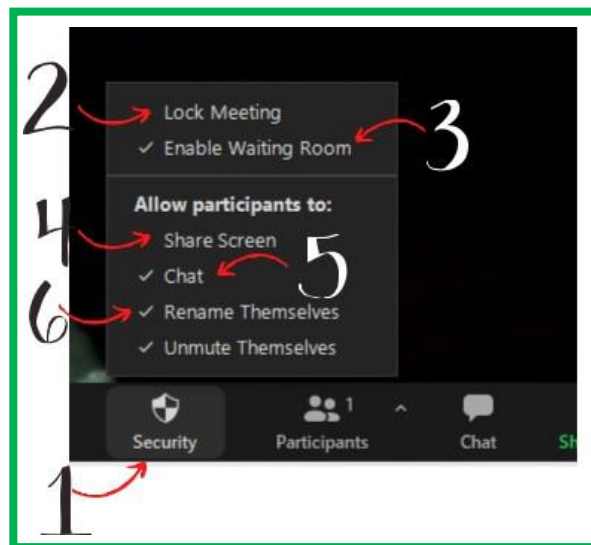 2 Lock Meeting
✓ Enable Waiting Room 3
Allow participants to:
4 Share Screen
✓ Chat 5
6 ✓ Rename Themselves
✓ Unmute Themselves
1
Security Participants Chat Sh
1